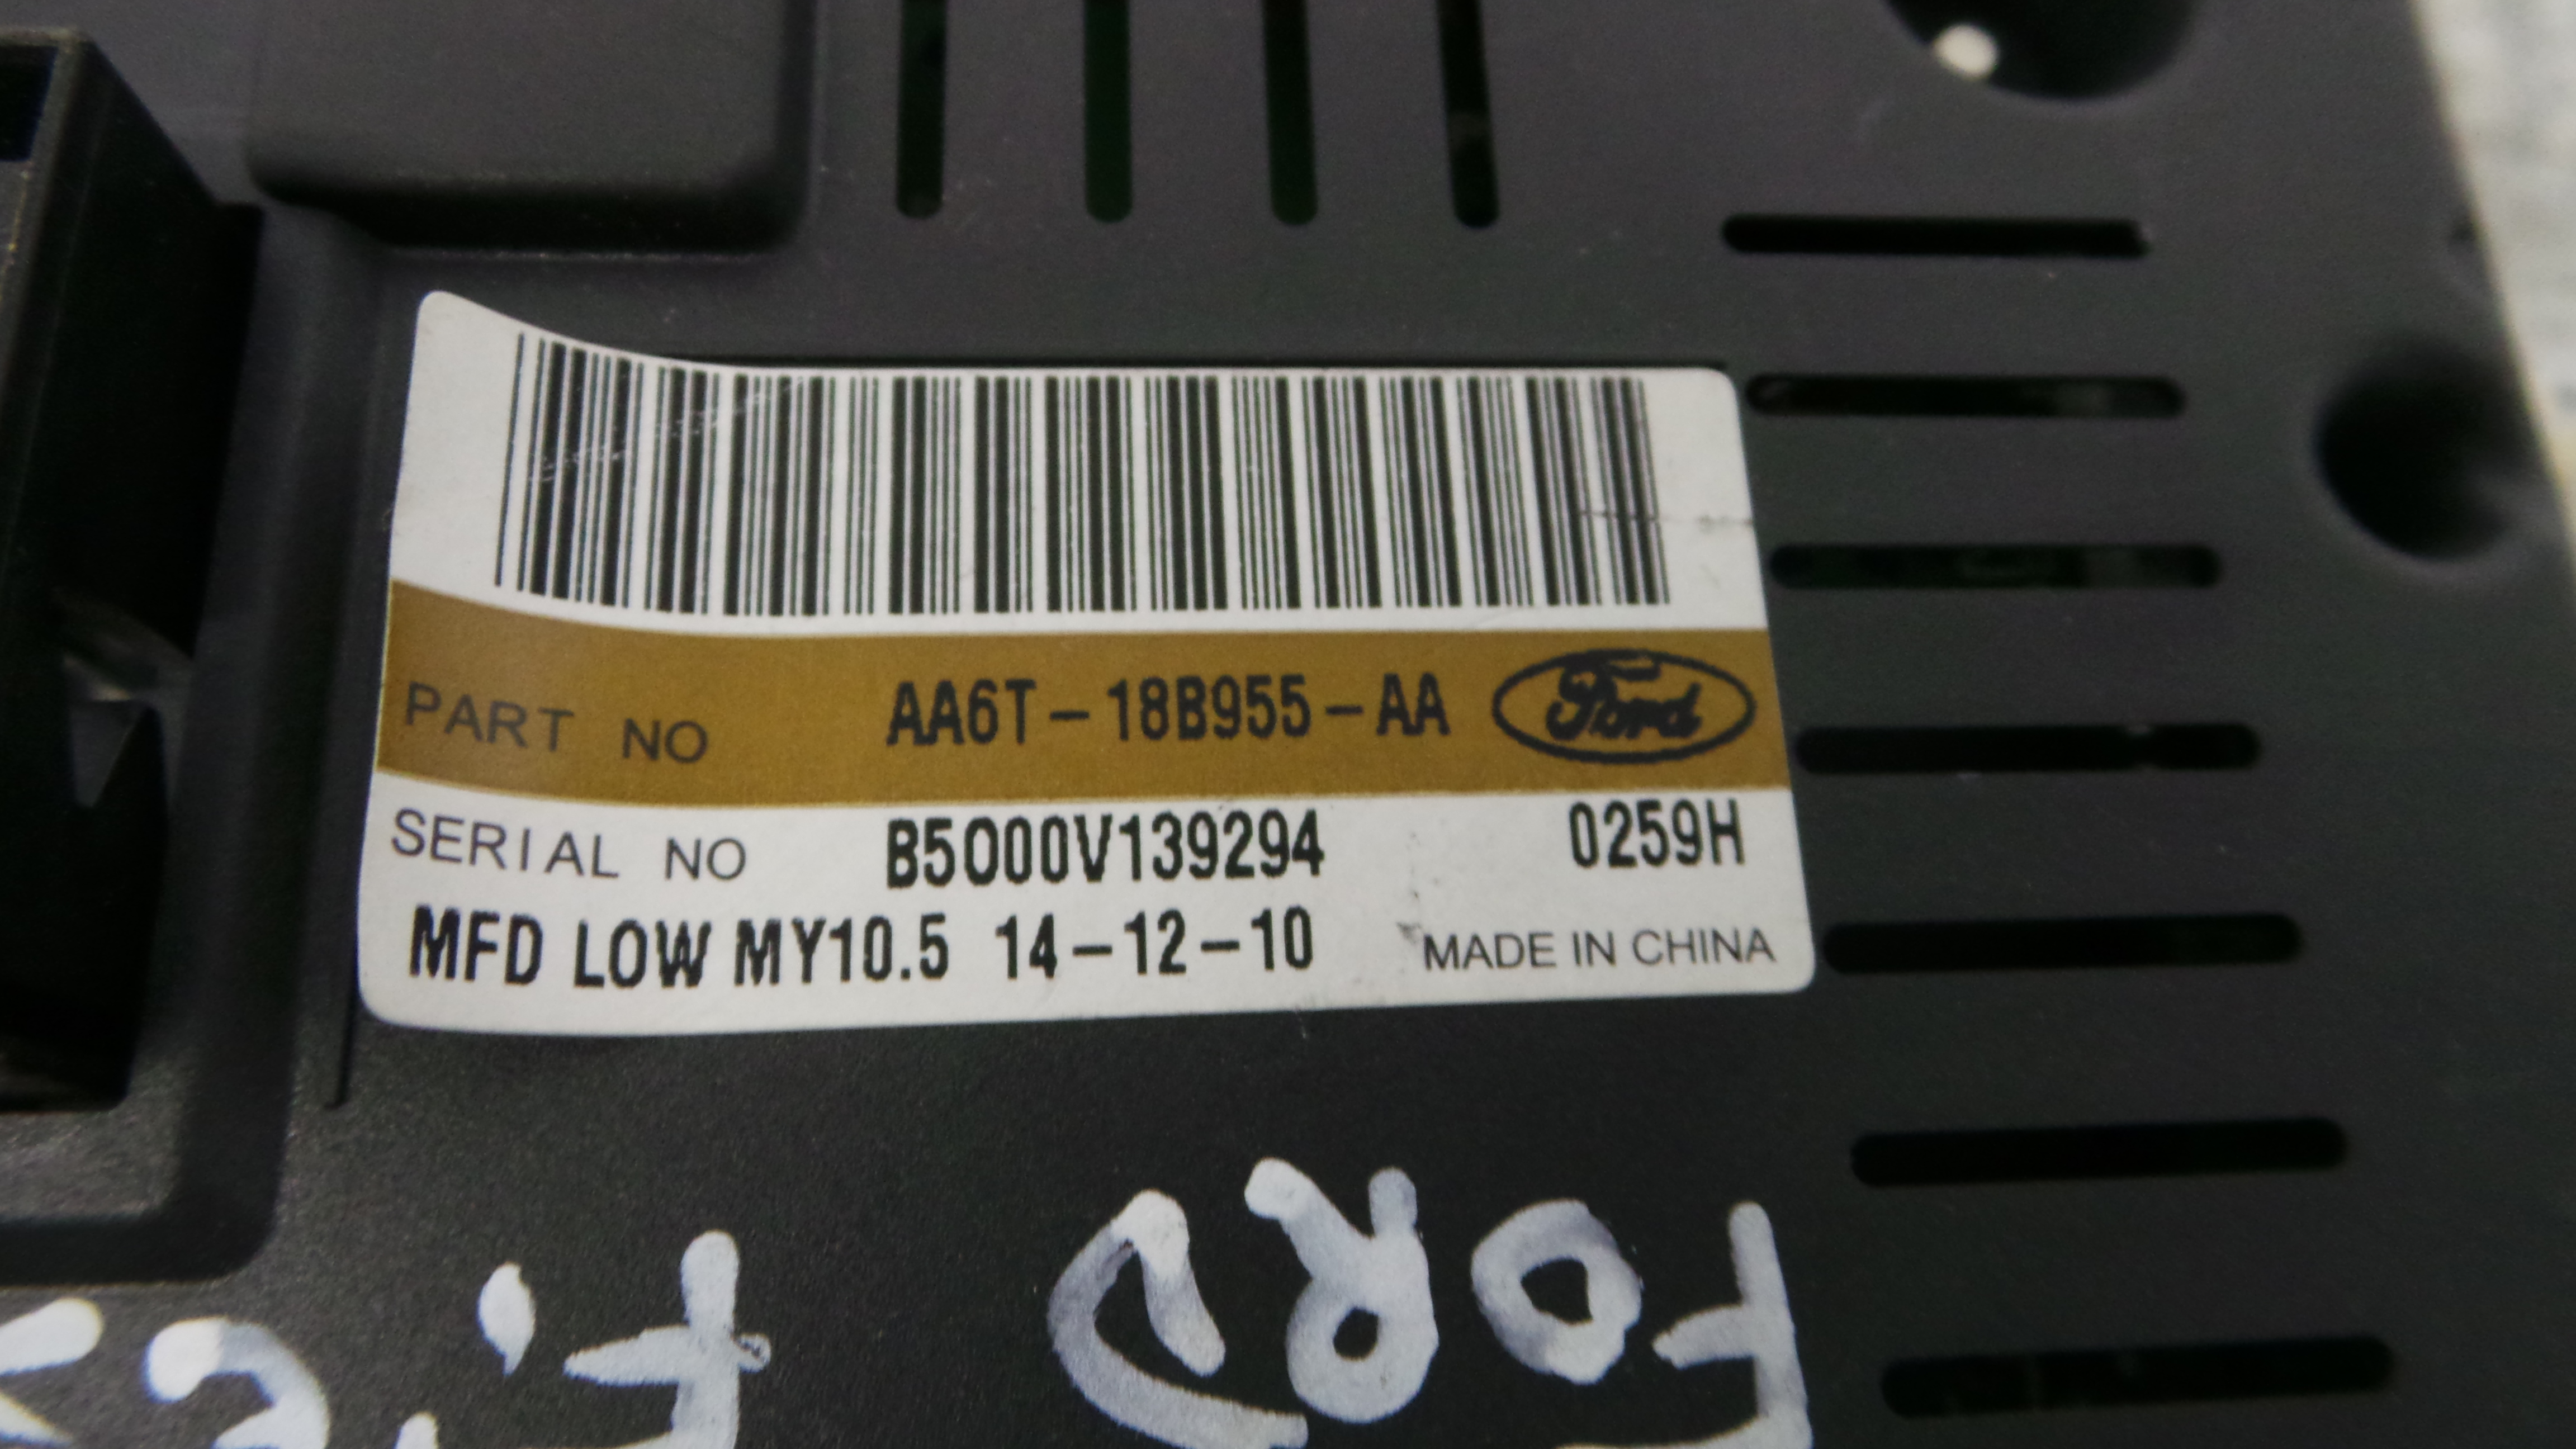 PART NO AA6T-18B955-AA Ford
SERIAL NO B5000V139294 0259H
MFD LOW MY10.5 14-12-10 MADE IN CHINA
FORD